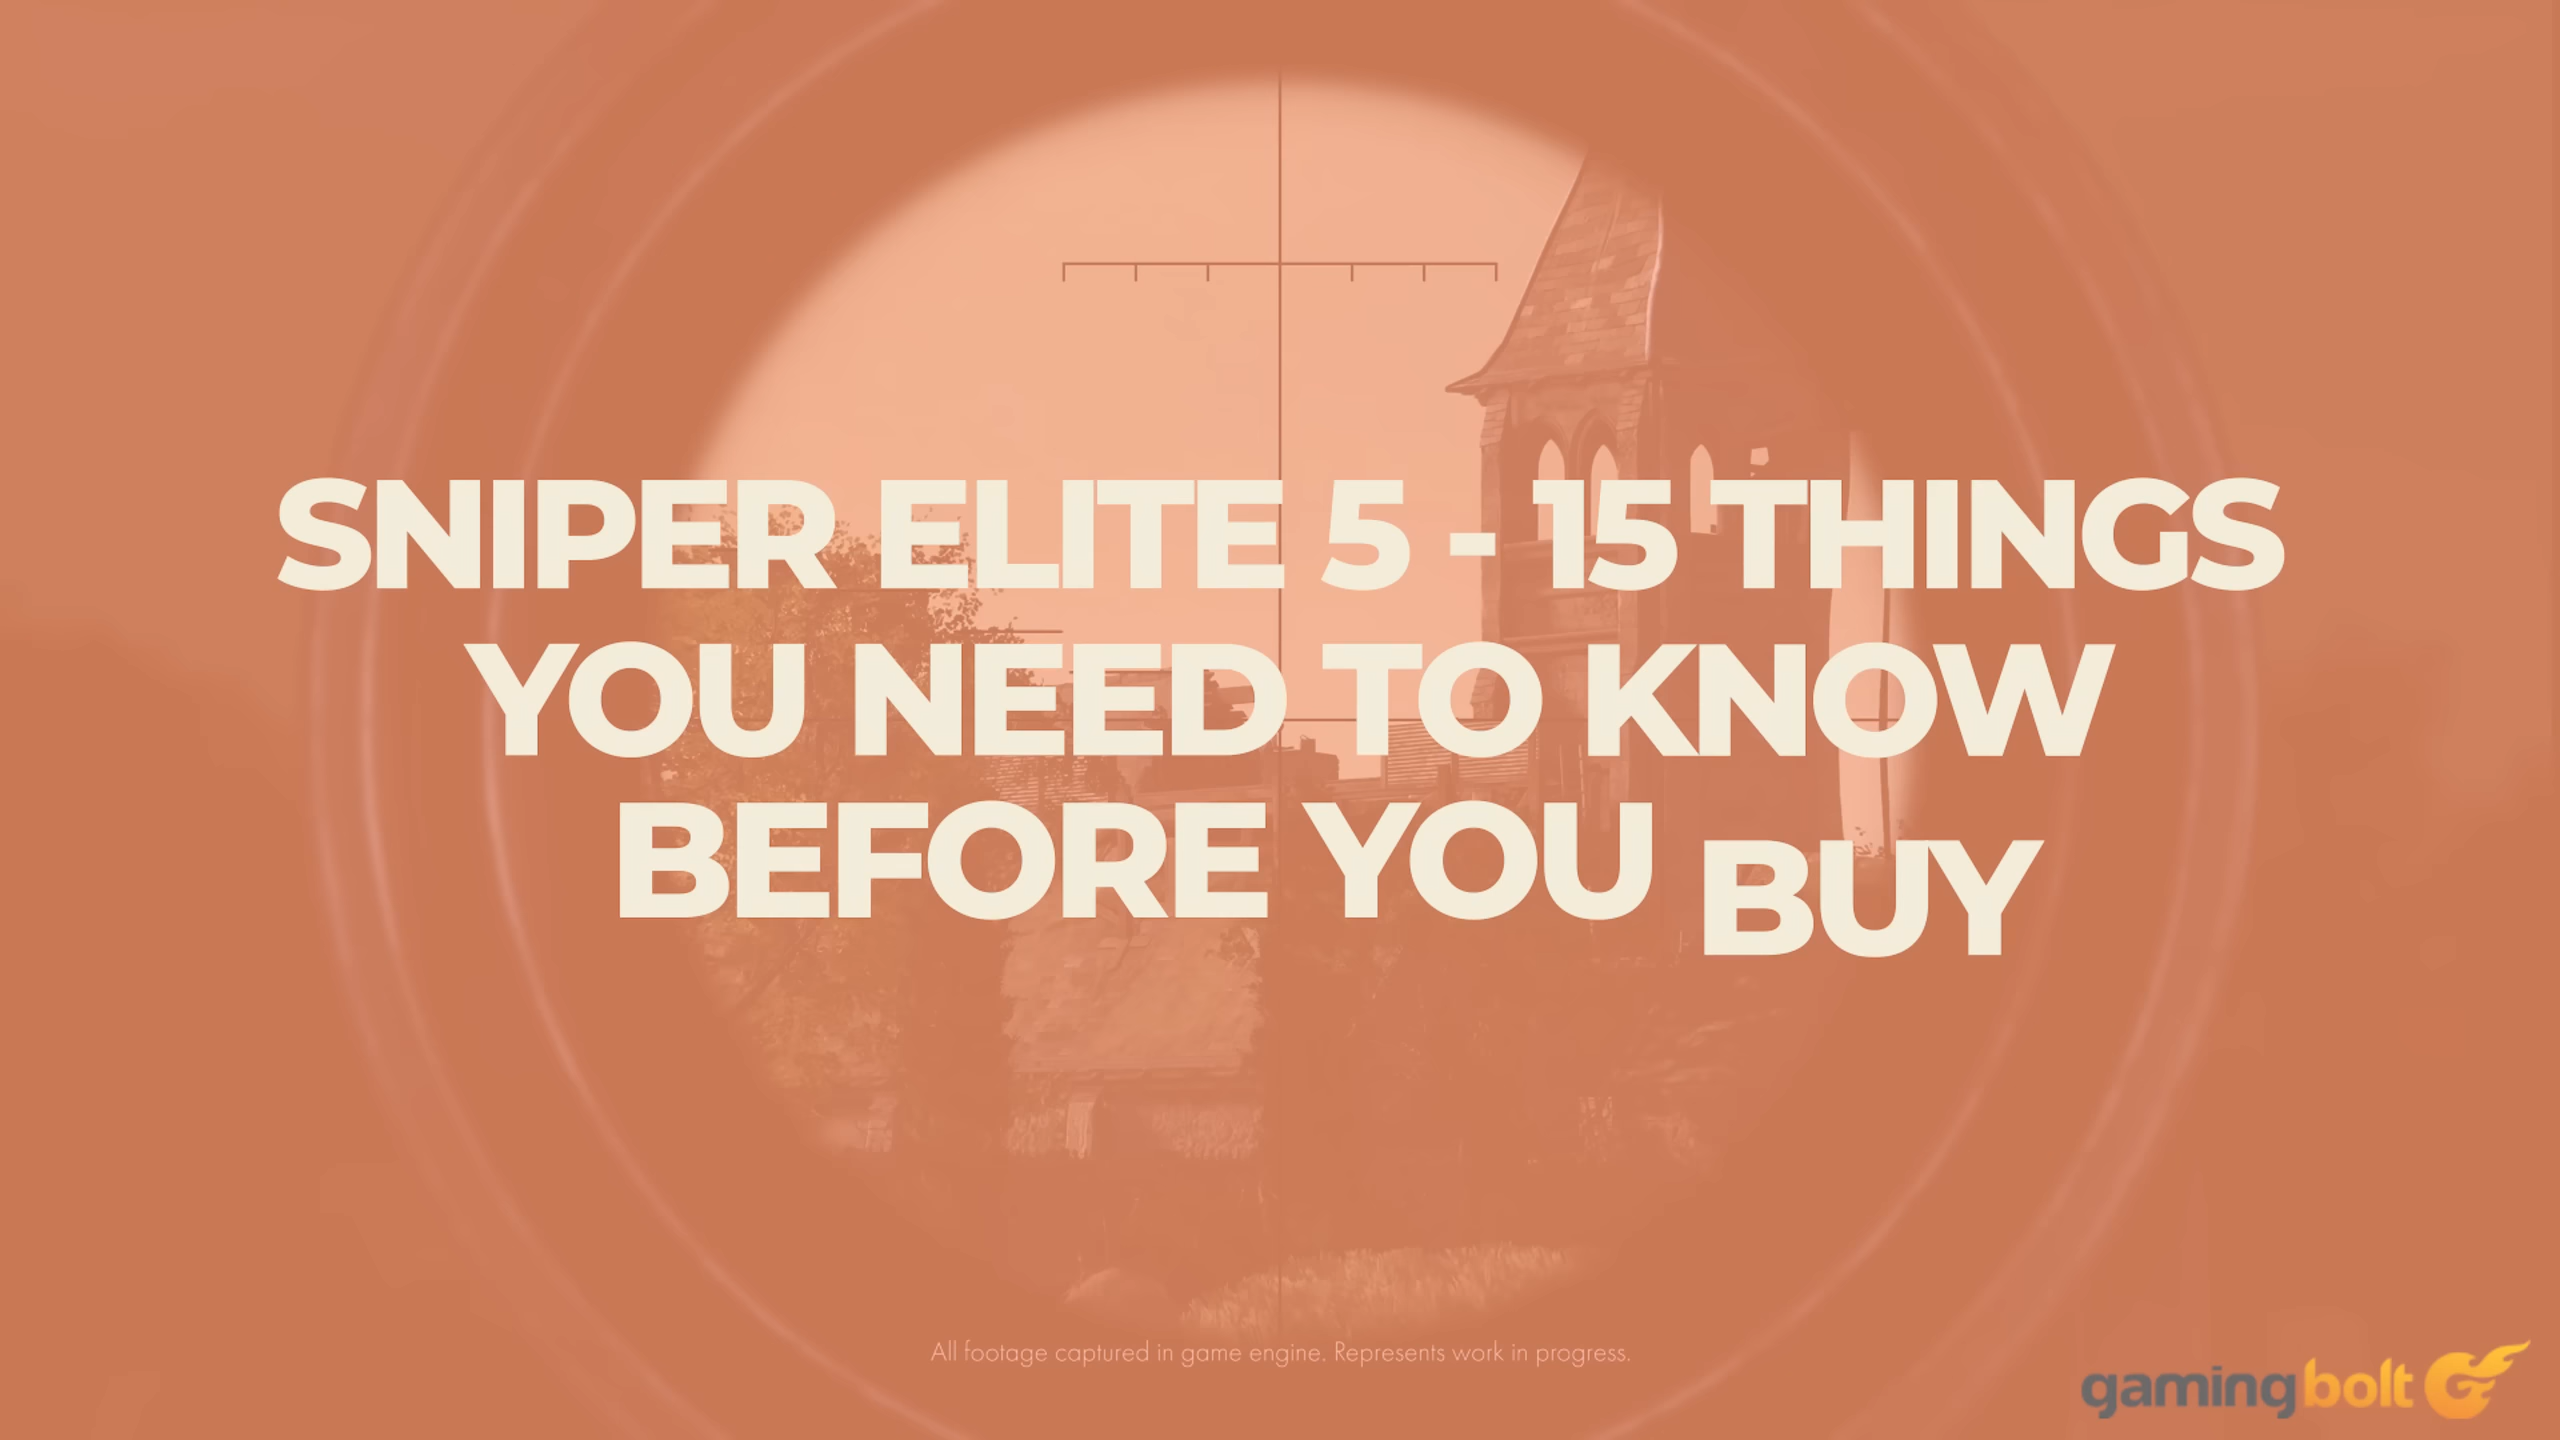 SNIPER ELITE 5 - 15 THINGS
YOU NEED TO KNOW
BEFORE YOU BUY
All footage captured in game engine. Represents work in progress.
gamingbolt